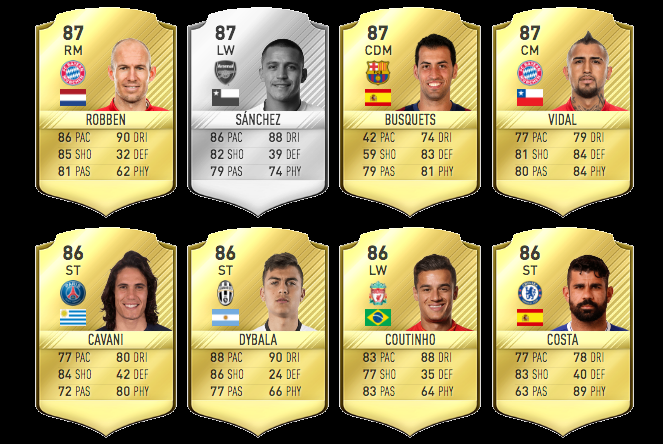 87
RM
ROBBEN
86 PAC 90 DRI
85 SHO 32 DEF
81 PAS 62 PHY
87
LW
Arsenal
SÁNCHEZ
86 PAC 88 DRI
82 SHO 39 DEF
79 PAS 74 PHY
87
CDM
BUSQUETS
42 PAC 74 DRI
59 SHO 83 DEF
79 PAS 81 PHY
87
CM
VIDAL
77 PAC 79 DRI
81 SHO 84 DEF
80 PAS 84 PHY
86
ST
PARIS
CAVANI
77 PAC 80 DRI
84 SHO 42 DEF
72 PAS 80 PHY
86
ST
DYBALA
88 PAC 90 DRI
86 SHO 24 DEF
77 PAS 66 PHY
86
LW
COUTINHO
83 PAC 88 DRI
77 SHO 35 DEF
83 PAS 64 PHY
86
ST
COSTA
77 PAC 78 DRI
83 SHO 40 DEF
63 PAS 89 PHY